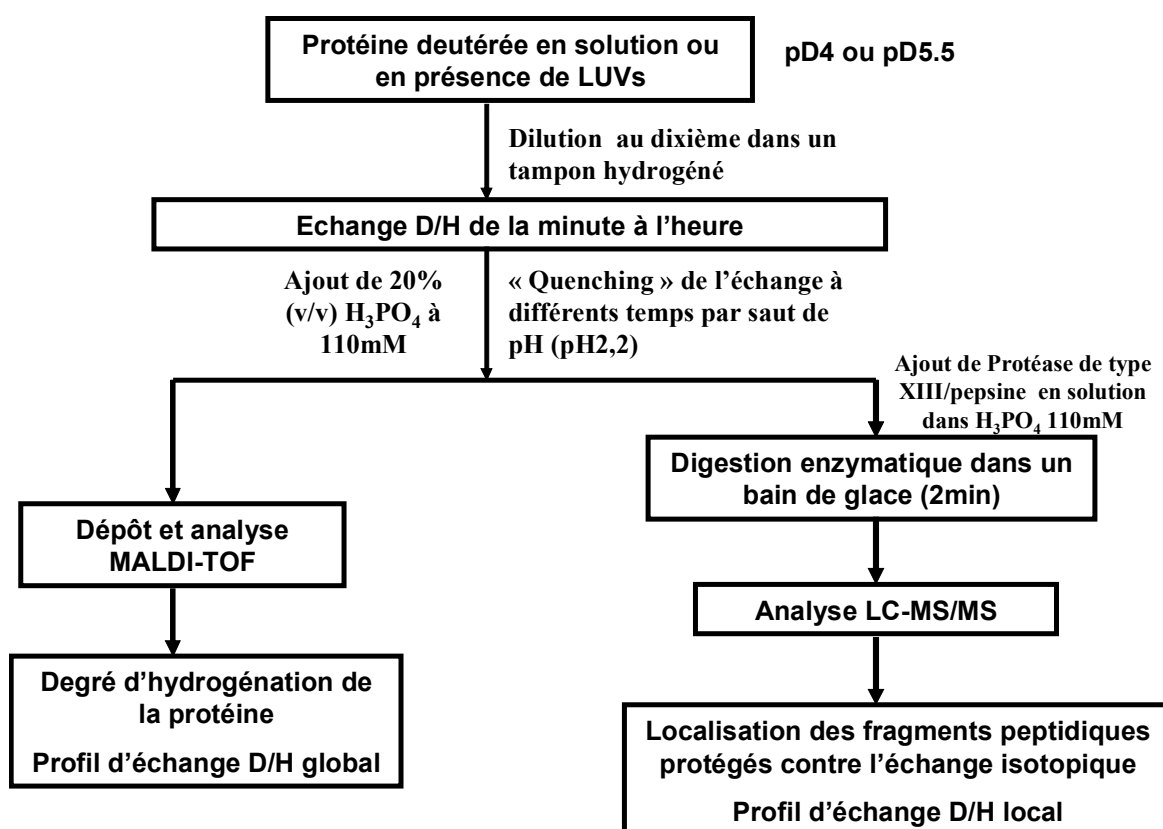 Protéine deutérée en solution ou
en présence de LUVs
pD4 ou pD5.5
Dilution au dixième dans un
tampon hydrogéné
Echange D/H de la minute à l'heure
Ajout de 20%
(v/v) H₃PO₄ à
110mM
« Quenching » de l'échange à
différents temps par saut de
pH (pH2,2)
Ajout de Protéase de type
XIII/pepsine en solution
dans H₃PO₄ 110mM
Digestion enzymatique dans un
bain de glace (2min)
Dépôt et analyse
MALDI-TOF
Analyse LC-MS/MS
Degré d'hydrogénation de
la protéine
Profil d'échange D/H global
Localisation des fragments peptidiques
protégés contre l'échange isotopique
Profil d'échange D/H local